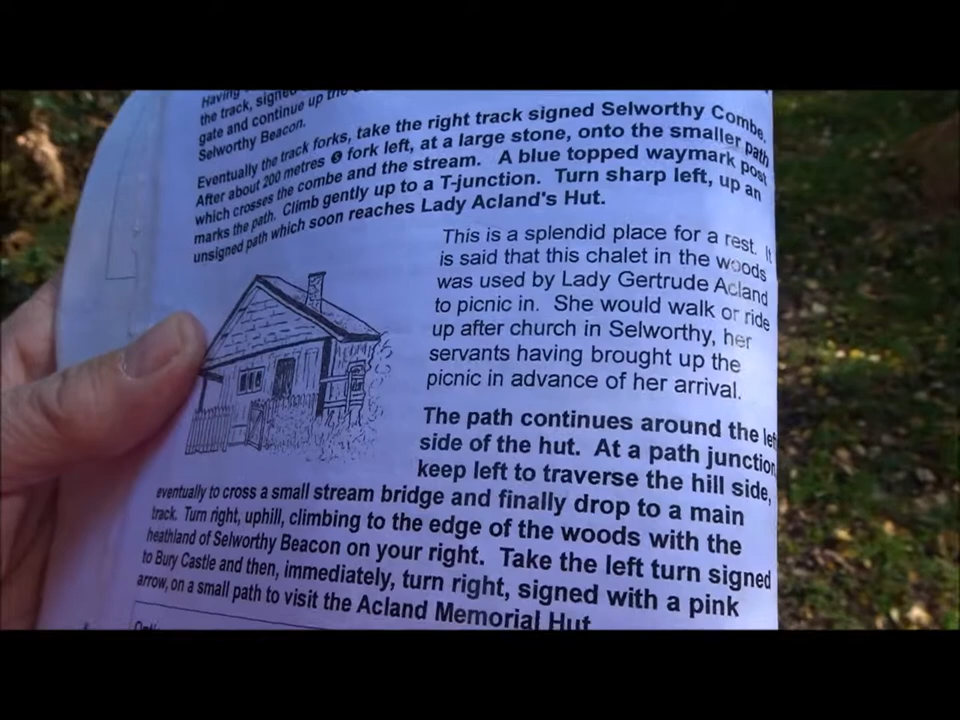 Having
the track, signed
gate and continue up the
Selworthy Beacon.
Eventually the track forks, take the right track signed Selworthy Combe.
After about 200 metres fork left, at a large stone, onto the smaller path
which crosses the combe and the stream. A blue topped waymark post
marks the path. Climb gently up to a T-junction. Turn sharp left, up an
unsigned path which soon reaches Lady Acland's Hut.
This is a splendid place for a rest. It
is said that this chalet in the woods
was used by Lady Gertrude Acland
to picnic in. She would walk or ride
up after church in Selworthy, her
servants having brought up the
picnic in advance of her arrival.
The path continues around the left
side of the hut. At a path junction
keep left to traverse the hill side,
eventually to cross a small stream bridge and finally drop to a main
track. Turn right, uphill, climbing to the edge of the woods with the
heathland of Selworthy Beacon on your right. Take the left turn signed
to Bury Castle and then, immediately, turn right, signed with a pink
arrow, on a small path to visit the Acland Memorial Hut